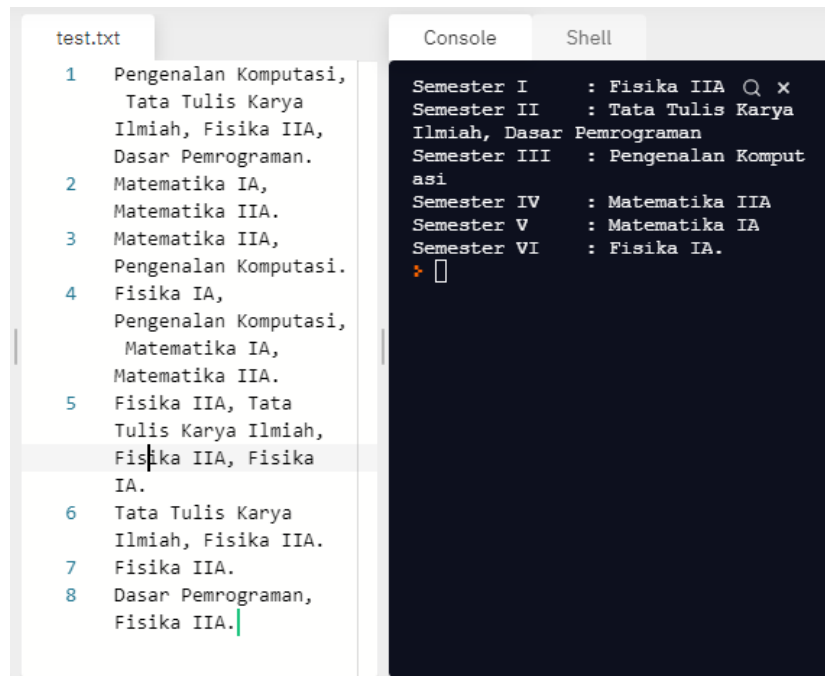 test.txt
1 Pengenalan Komputasi,
Tata Tulis Karya
Ilmiah, Fisika IIA,
Dasar Pemrograman.
2 Matematika IA,
Matematika IIA.
3 Matematika IIA,
Pengenalan Komputasi.
4 Fisika IA,
Pengenalan Komputasi,
Matematika IA,
Matematika IIA.
5 Fisika IIA, Tata
Tulis Karya Ilmiah,
Fisika IIA, Fisika
IA.
6 Tata Tulis Karya
Ilmiah, Fisika IIA.
7 Fisika IIA.
8 Dasar Pemrograman,
Fisika IIA.
Console Shell
Semester I : Fisika IIA
Semester II : Tata Tulis Karya
Ilmiah, Dasar Pemrograman
Semester III : Pengenalan Komput
asi
Semester IV : Matematika IIA
Semester V : Matematika IA
Semester VI : Fisika IA.